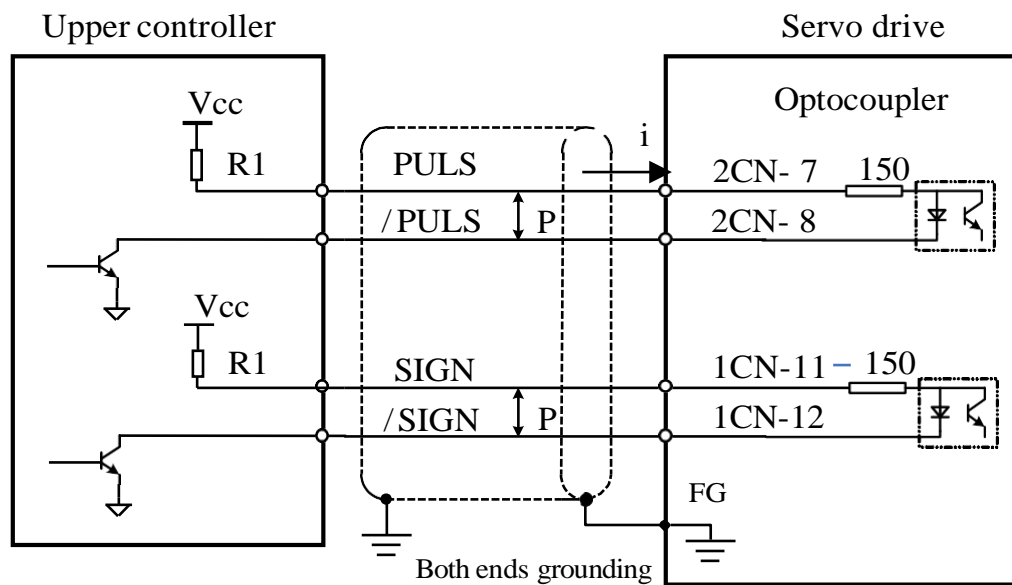 Upper controller
Servo drive
Optocoupler
Vcc
R1
PULS
i
2CN- 7
150
/PULS
P
2CN- 8
Vcc
R1
SIGN
1CN-11
150
/SIGN
P
1CN-12
FG
Both ends grounding